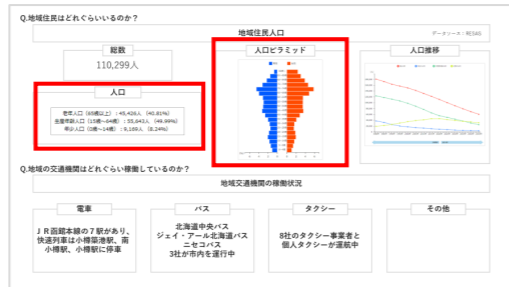 Q.地域住民はどれぐらいいるのか？
地域住民人口
データソース：RESAS
総数
110,299人
人口
老年人口（65歳以上）：45,426人（40.81%）
生産年齢人口（15歳～64歳）：55,641人（49.99%）
年少人口（0歳～14歳）：9,169人（8.24%）
人口ピラミッド
人口推移
Q.地域の交通機関はどれぐらい稼働しているのか？
地域交通機関の稼働状況
電車
ＪＲ函館本線の７駅があり、
快速列車は小樽築港駅、南
小樽駅、小樽駅に停車
バス
北海道中央バス
ジェイ・アール北海道バス
ニセコバス
3社が市内を運行中
タクシー
8社のタクシー事業者と
個人タクシーが運航中
その他